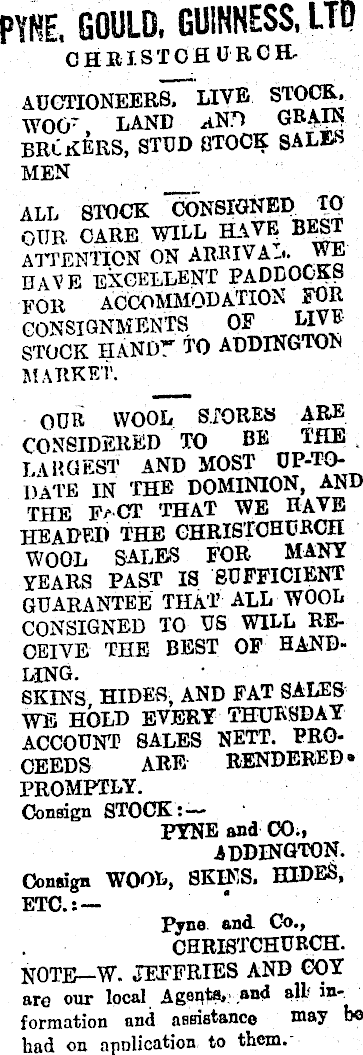 PYNE, GOULD, GUINNESS, LTD
CHRISTCHURCH.
AUCTIONEERS, LIVE STOCK,
WOOL, LAND AND GRAIN
BROKERS, STUD STOCK SALES
MEN
ALL STOCK CONSIGNED TO
OUR CARE WILL HAVE BEST
ATTENTION ON ARRIVAL. WE
HAVE EXCELLENT PADDOCKS
FOR ACCOMMODATION FOR
CONSIGNMENTS OF LIVE
STOCK HANDY TO ADDINGTON
MARKET.
OUR WOOL STORES ARE
CONSIDERED TO BE THE
LARGEST AND MOST UP-TO-
DATE IN THE DOMINION, AND
THE FACT THAT WE HAVE
HEADED THE CHRISTCHURCH
WOOL SALES FOR MANY
YEARS PAST IS SUFFICIENT
GUARANTEE THAT ALL WOOL
CONSIGNED TO US WILL RE-
CEIVE THE BEST OF HAND-
LING.
SKINS, HIDES, AND FAT SALES
WE HOLD EVERY THURSDAY
ACCOUNT SALES NETT. PRO-
CEEDS ARE RENDERED
PROMPTLY.
Consign STOCK:—
PYNE and CO.,
ADDINGTON.
Consign WOOL, SKINS, HIDES,
ETC.:—
Pyne and Co.,
CHRISTCHURCH.
NOTE—W. JEFFRIES AND COY
are our local Agents, and all in-
formation and assistance may be
had on application to them.